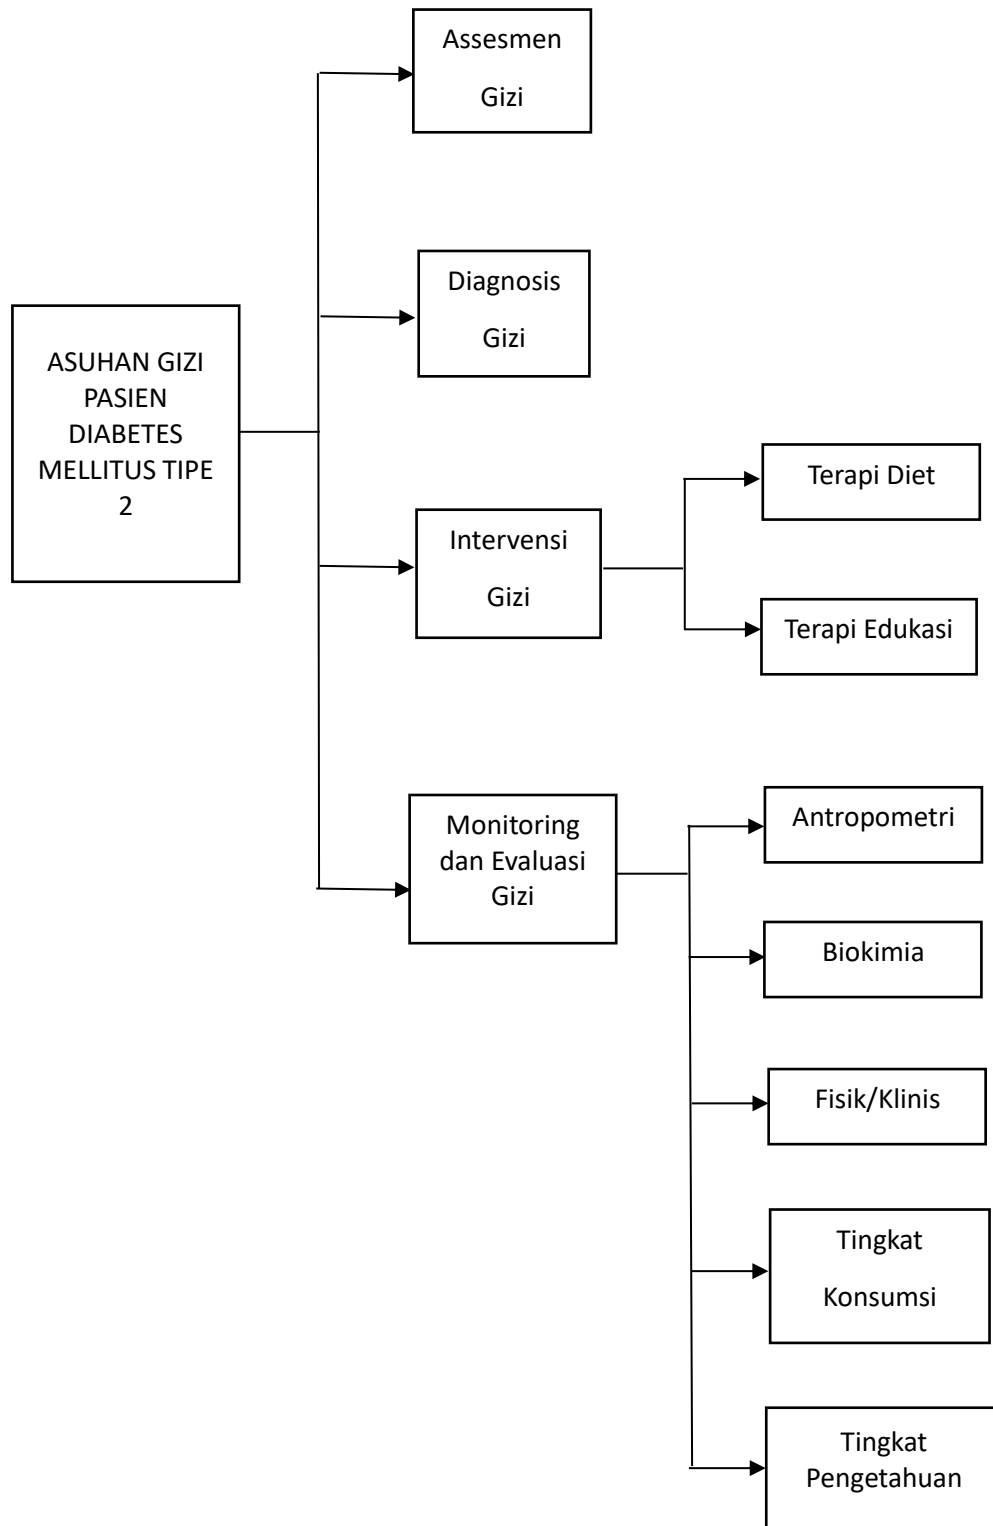 Assesmen
Gizi
Diagnosis
Gizi
ASUHAN GIZI
PASIEN
DIABETES
MELLITUS TIPE
2
Intervensi
Gizi
Terapi Diet
Terapi Edukasi
Monitoring
dan Evaluasi
Gizi
Antropometri
Biokimia
Fisik/Klinis
Tingkat
Konsumsi
Tingkat
Pengetahuan